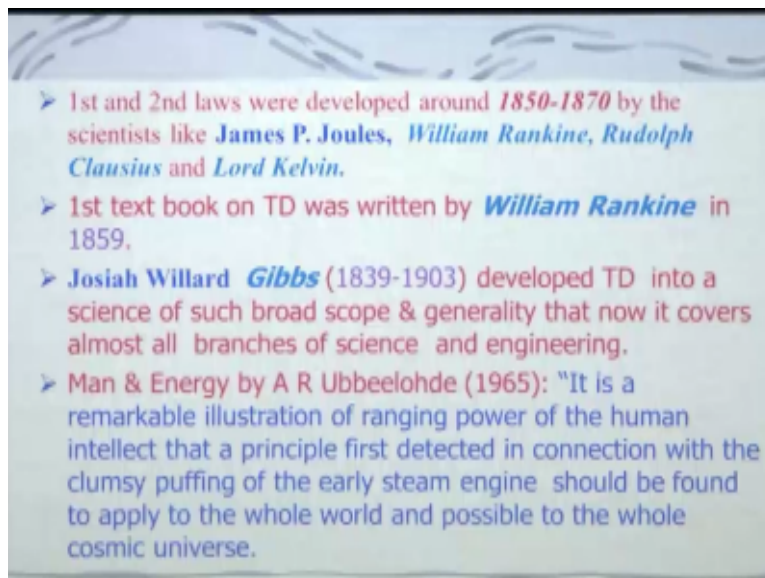 ➢ 1st and 2nd laws were developed around 1850-1870 by the
scientists like James P. Joules, William Rankine, Rudolph
Clausius and Lord Kelvin.
➢ 1st text book on TD was written by William Rankine in
1859.
➢ Josiah Willard Gibbs (1839-1903) developed TD into a
science of such broad scope & generality that now it covers
almost all branches of science and engineering.
➢ Man & Energy by A R Ubbeelohde (1965): "It is a
remarkable illustration of ranging power of the human
intellect that a principle first detected in connection with the
clumsy puffing of the early steam engine should be found
to apply to the whole world and possible to the whole
cosmic universe.